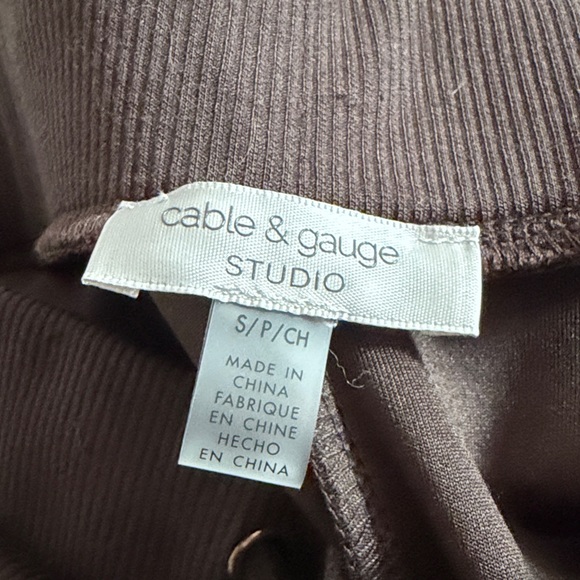 cable & gauge
STUDIO
S/P/CH
MADE IN
CHINA
FABRIQUE
EN CHINE
HECHO
EN CHINA